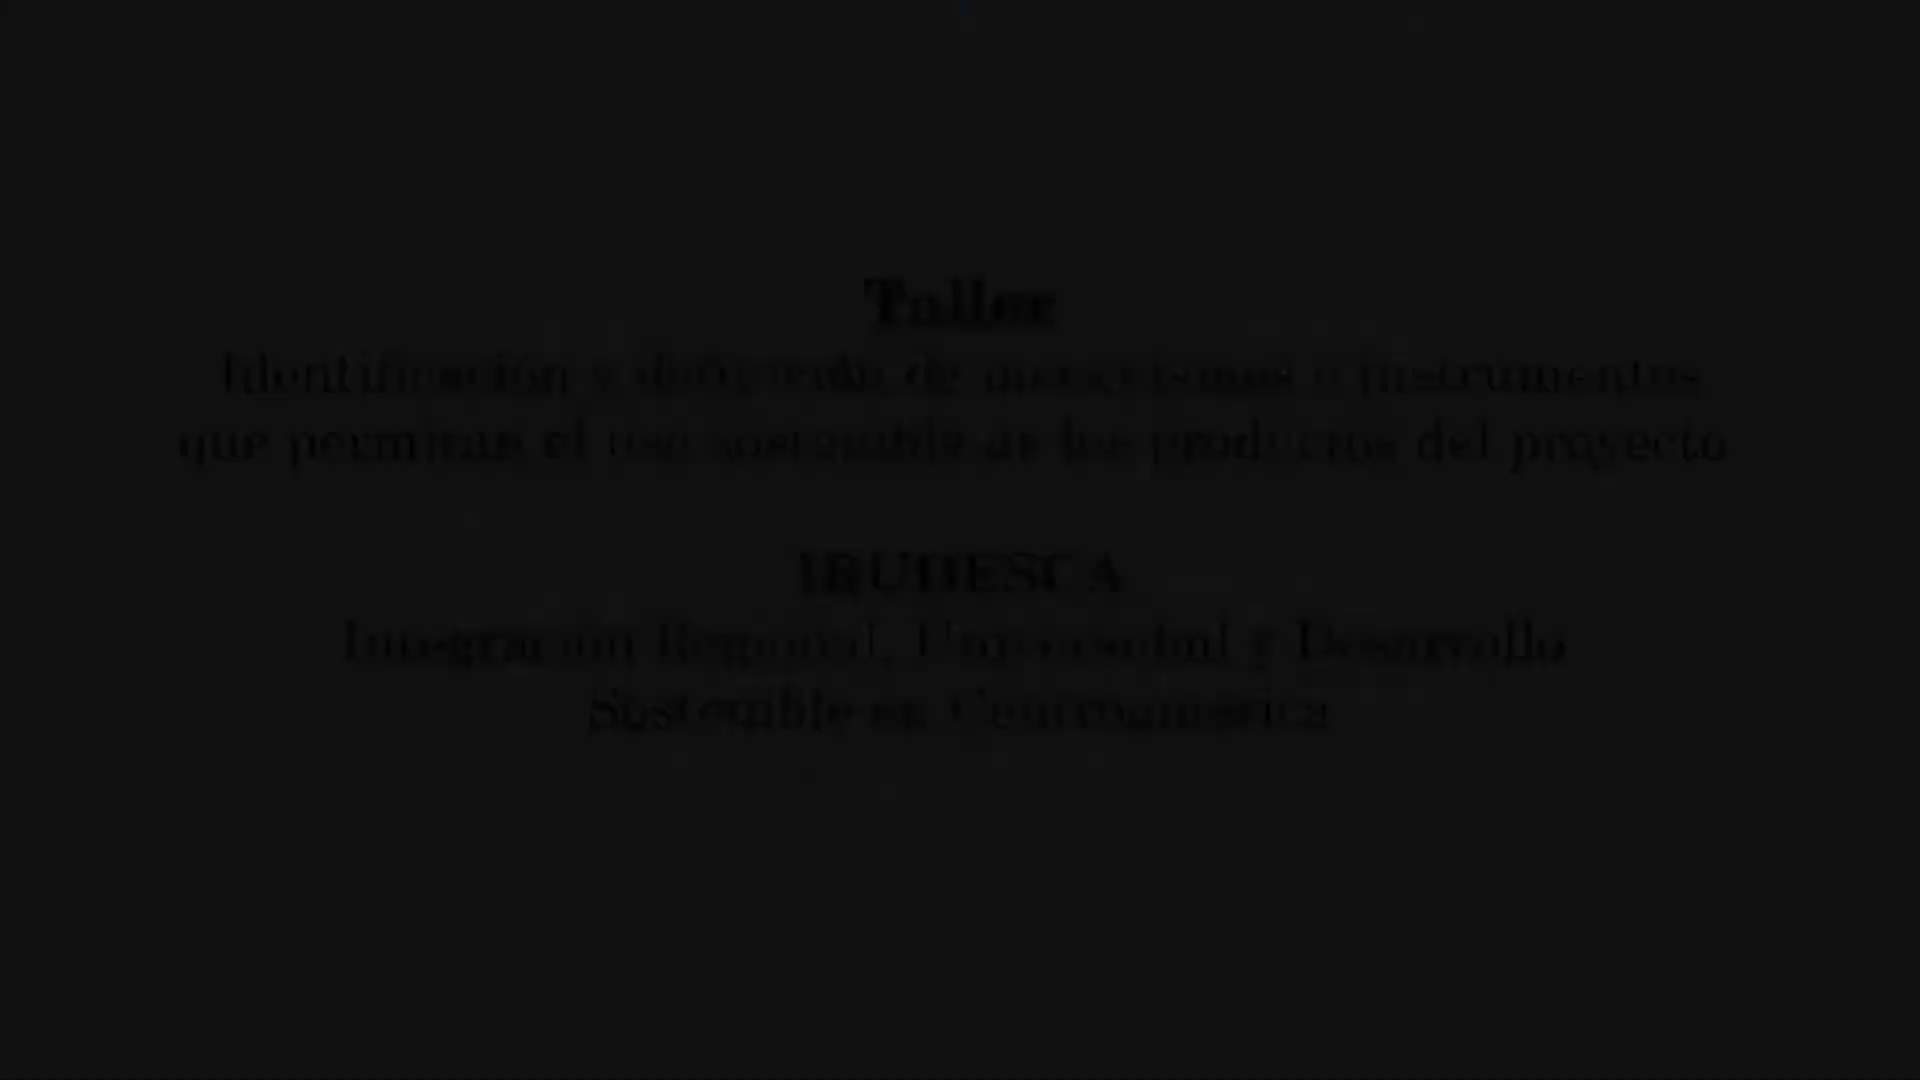 Taller
Identificación y definición de mecanismos e instrumentos
que permitan el uso sostenible de los productos del proyecto
IRUDESCA
Integración Regional, Universidad y Desarrollo
Sostenible en Centroamérica